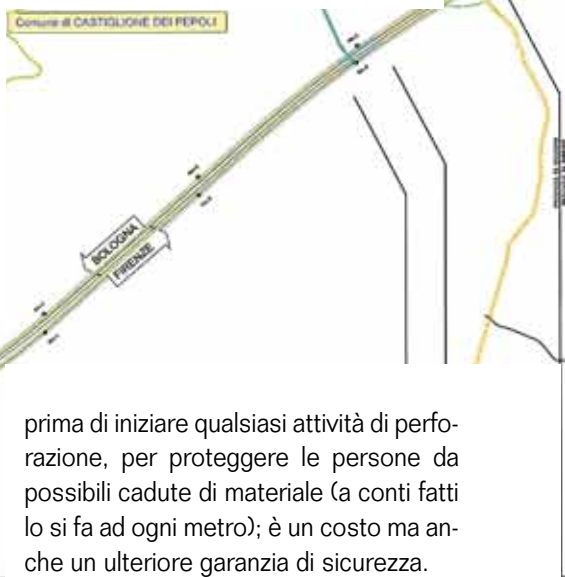 Comune di CASTIGLIONE DEI PEPOLI
BOLOGNA
FIRENZE
prima di iniziare qualsiasi attività di perfo-
razione, per proteggere le persone da
possibili cadute di materiale (a conti fatti
lo si fa ad ogni metro); è un costo ma an-
che un ulteriore garanzia di sicurezza.